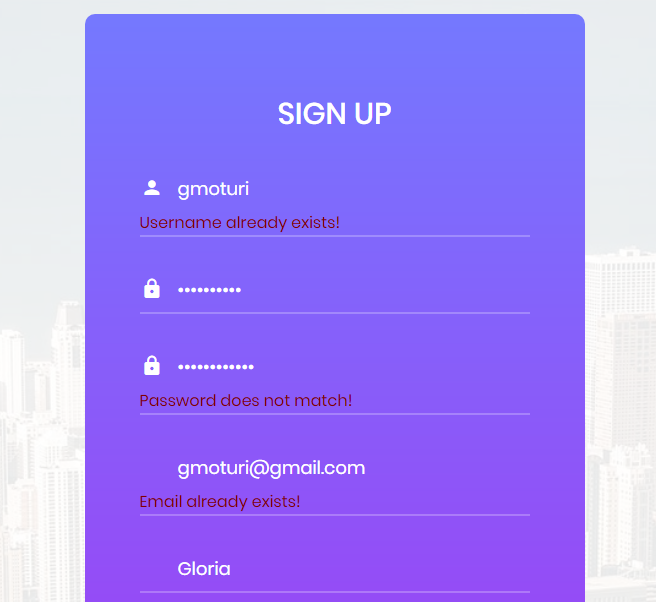 SIGN UP
gmoturi
Username already exists!
••••••••••
••••••••••••
Password does not match!
gmoturi@gmail.com
Email already exists!
Gloria